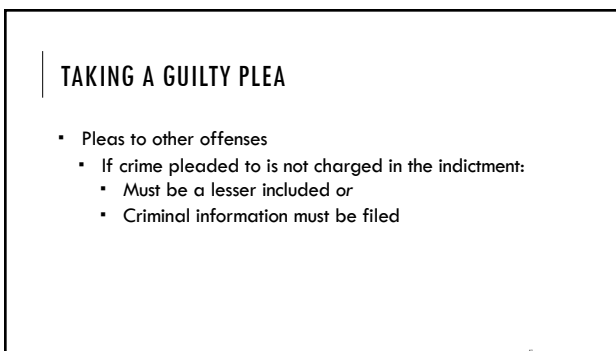 TAKING A GUILTY PLEA
▪ Pleas to other offenses
▪ If crime pleaded to is not charged in the indictment:
▪ Must be a lesser included or
▪ Criminal information must be filed